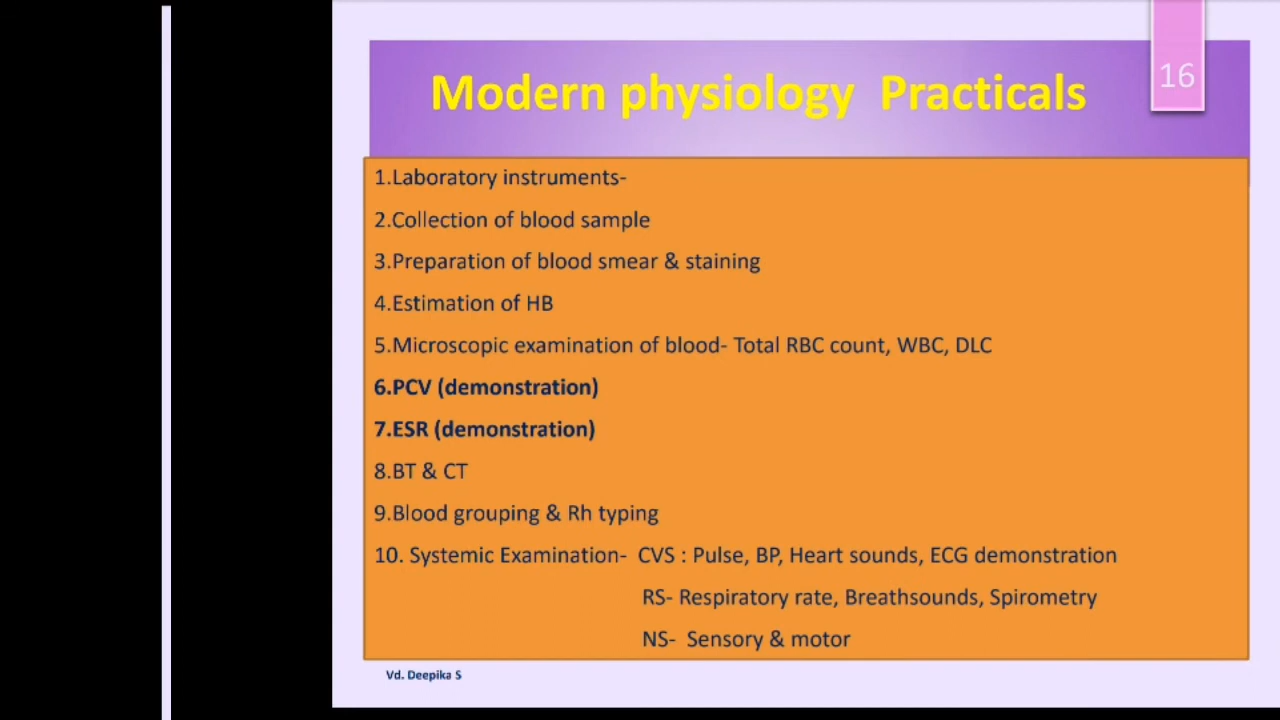 16
Modern physiology Practicals
1.Laboratory instruments-
2.Collection of blood sample
3.Preparation of blood smear & staining
4.Estimation of HB
5.Microscopic examination of blood- Total RBC count, WBC, DLC
6.PCV (demonstration)
7.ESR (demonstration)
8.BT & CT
9.Blood grouping & Rh typing
10. Systemic Examination- CVS : Pulse, BP, Heart sounds, ECG demonstration
RS- Respiratory rate, Breathsounds, Spirometry
NS- Sensory & motor
Vd. Deepika S